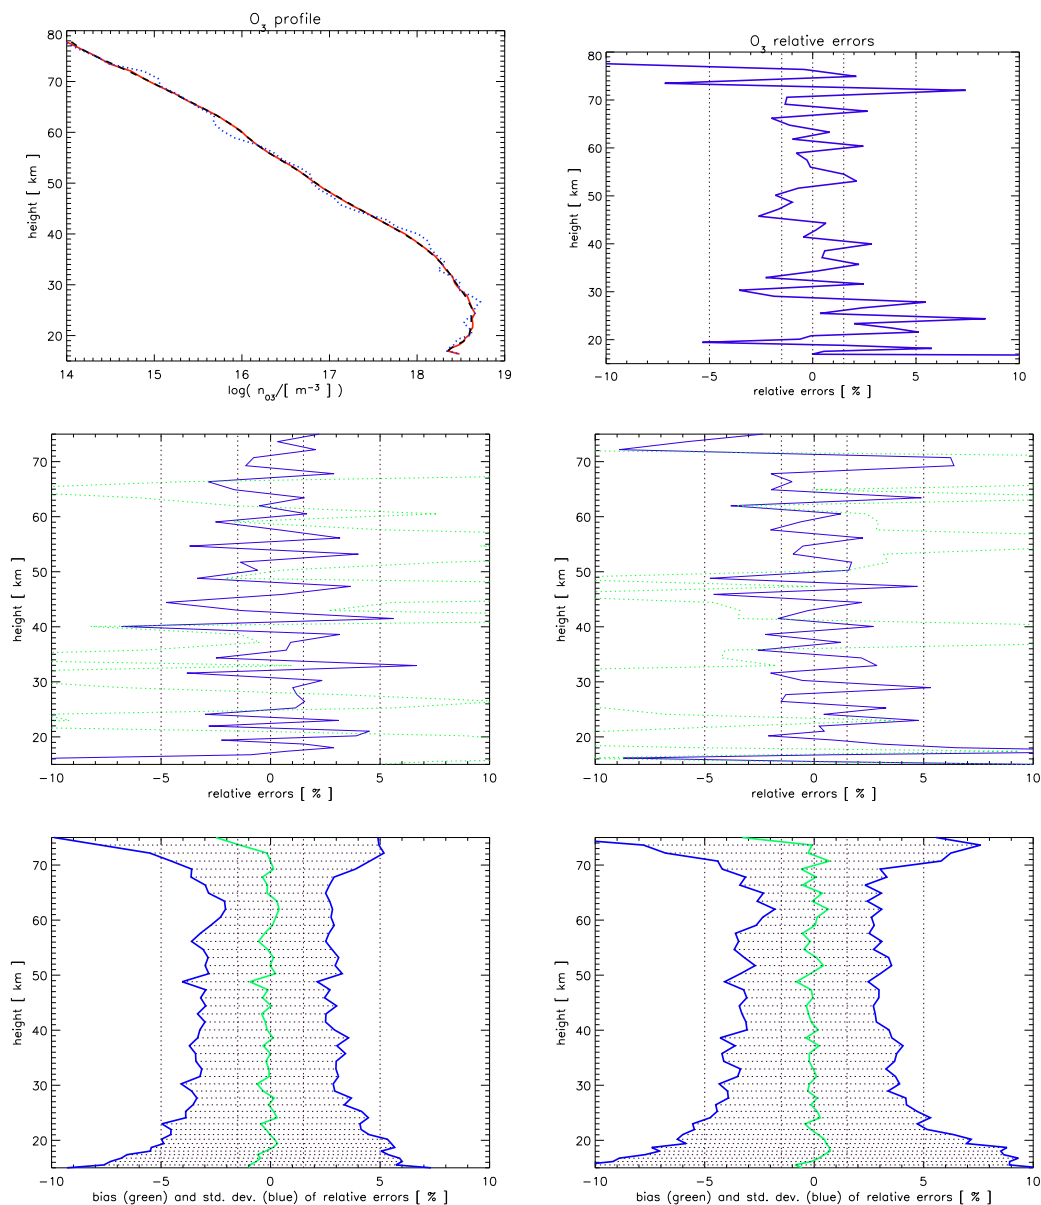 O₃ profile
80
70
60
50
40
30
20
height [ km ]
14 15 16 17 18 19
log( n₀₃/[ m⁻³ ])
O₃ relative errors
80
70
60
50
40
30
20
height [ km ]
−10 −5 0 5 10
relative errors [ % ]
70
60
50
40
30
20
height [ km ]
−10 −5 0 5 10
relative errors [ % ]
70
60
50
40
30
20
height [ km ]
−10 −5 0 5 10
relative errors [ % ]
70
60
50
40
30
20
height [ km ]
−10 −5 0 5 10
bias (green) and std. dev. (blue) of relative errors [ % ]
70
60
50
40
30
20
height [ km ]
−10 −5 0 5 10
bias (green) and std. dev. (blue) of relative errors [ % ]